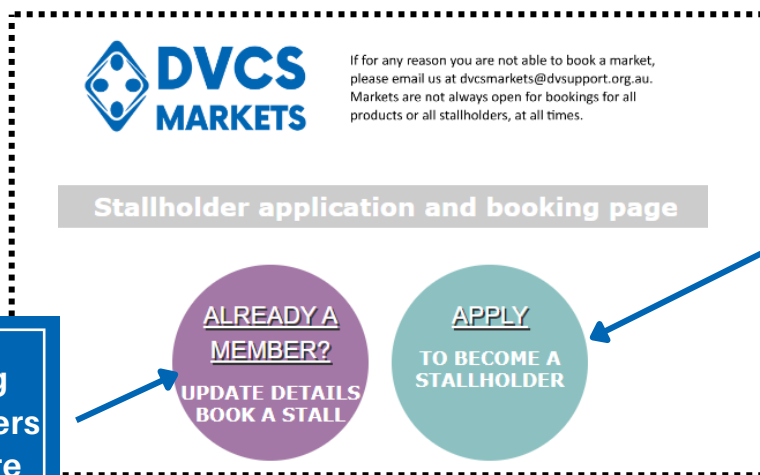 DVCS
MARKETS
If for any reason you are not able to book a market,
please email us at dvcsmarkets@dvsupport.org.au.
Markets are not always open for bookings for all
products or all stallholders, at all times.
Stallholder application and booking page
ALREADY A
MEMBER?
UPDATE DETAILS
BOOK A STALL
APPLY
TO BECOME A
STALLHOLDER